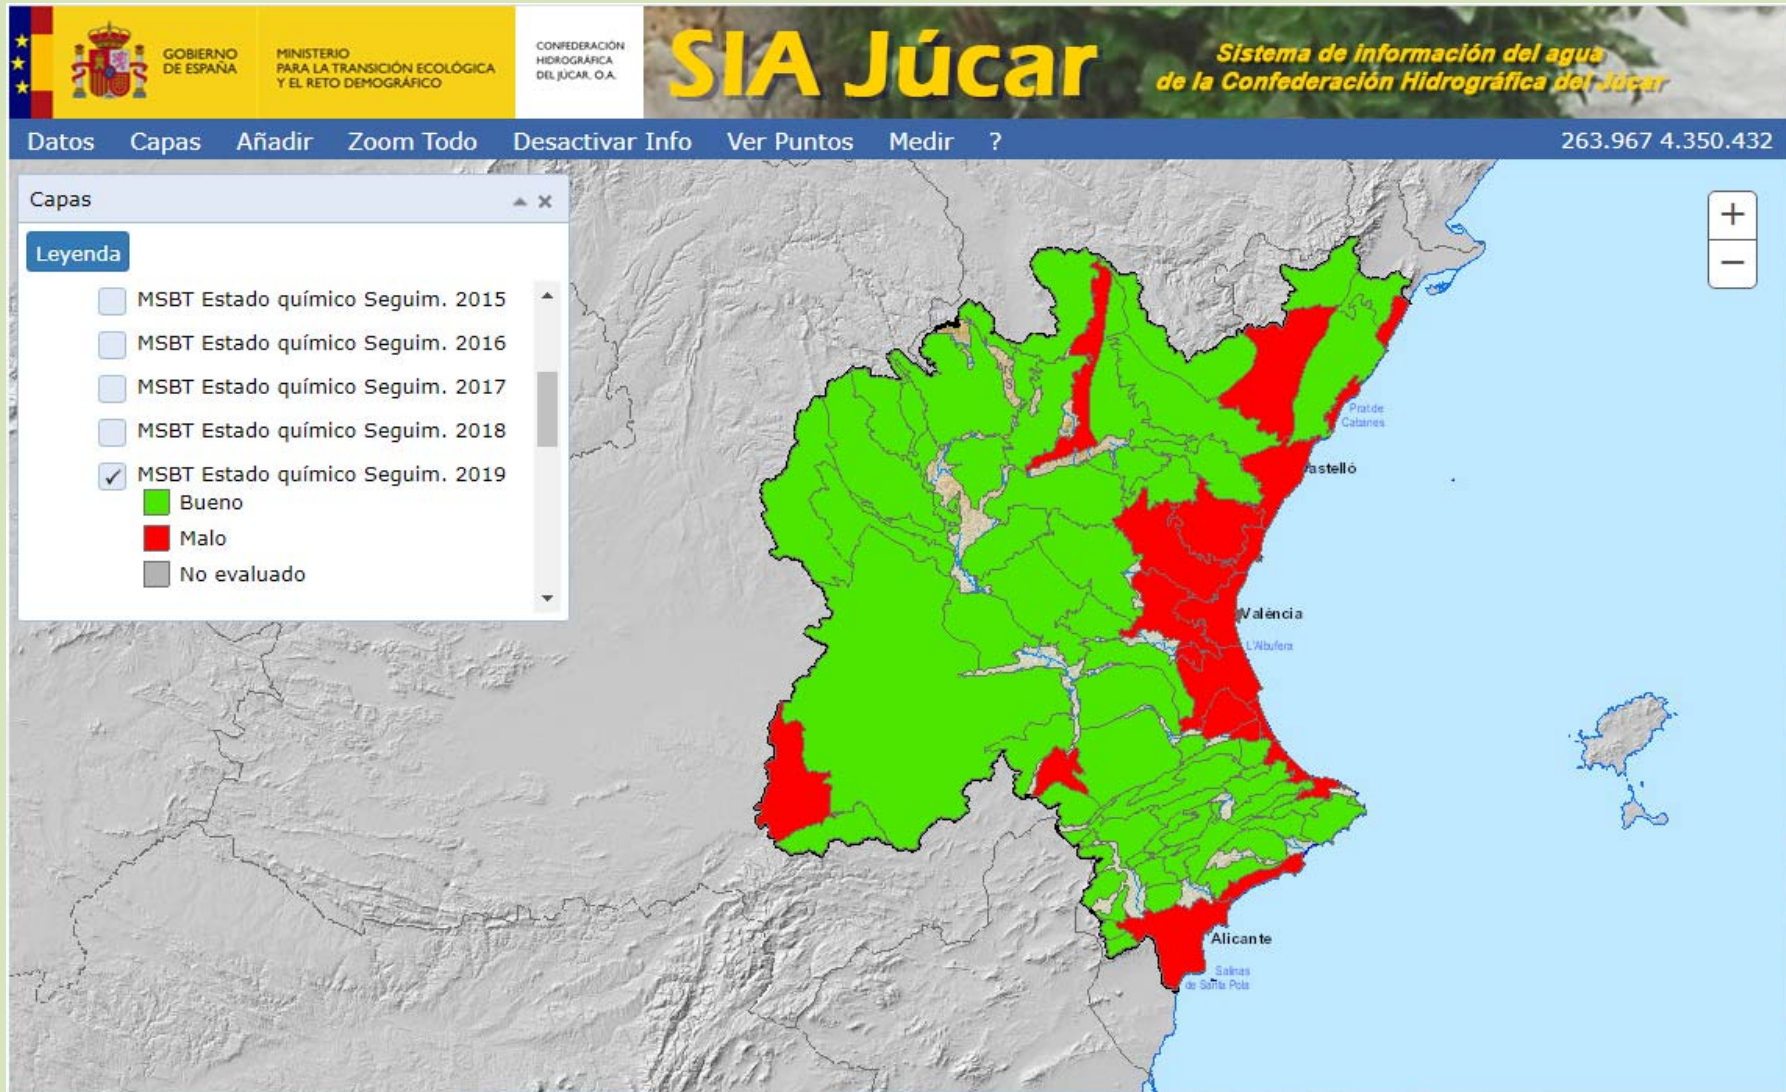 GOBIERNO
DE ESPAÑA
MINISTERIO
PARA LA TRANSICIÓN ECOLÓGICA
Y EL RETO DEMOGRÁFICO
CONFEDERACIÓN
HIDROGRÁFICA
DEL JÚCAR, O.A.
SIA Júcar
Sistema de información del agua
de la Confederación Hidrográfica del Júcar
Datos Capas Añadir Zoom Todo Desactivar Info Ver Puntos Medir ? 263.967 4.350.432
Capas
Leyenda
MSBT Estado químico Seguim. 2015
MSBT Estado químico Seguim. 2016
MSBT Estado químico Seguim. 2017
MSBT Estado químico Seguim. 2018
MSBT Estado químico Seguim. 2019
Bueno
Malo
No evaluado
+
−
Prat de
Cabanes
astelló
València
L'Albufera
Alicante
Salinas
de Santa Pola